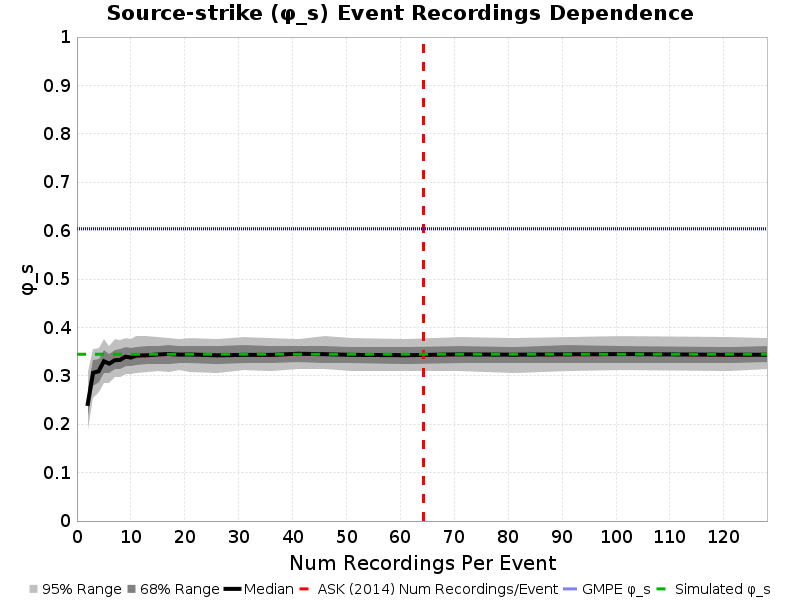 Source-strike (φ_s) Event Recordings Dependence
1
0.9
0.8
0.7
0.6
0.5
0.4
0.3
0.2
0.1
0
φ_s
0 10 20 30 40 50 60 70 80 90 100 110 120
Num Recordings Per Event
95% Range 68% Range Median ASK (2014) Num Recordings/Event GMPE φ_s Simulated φ_s